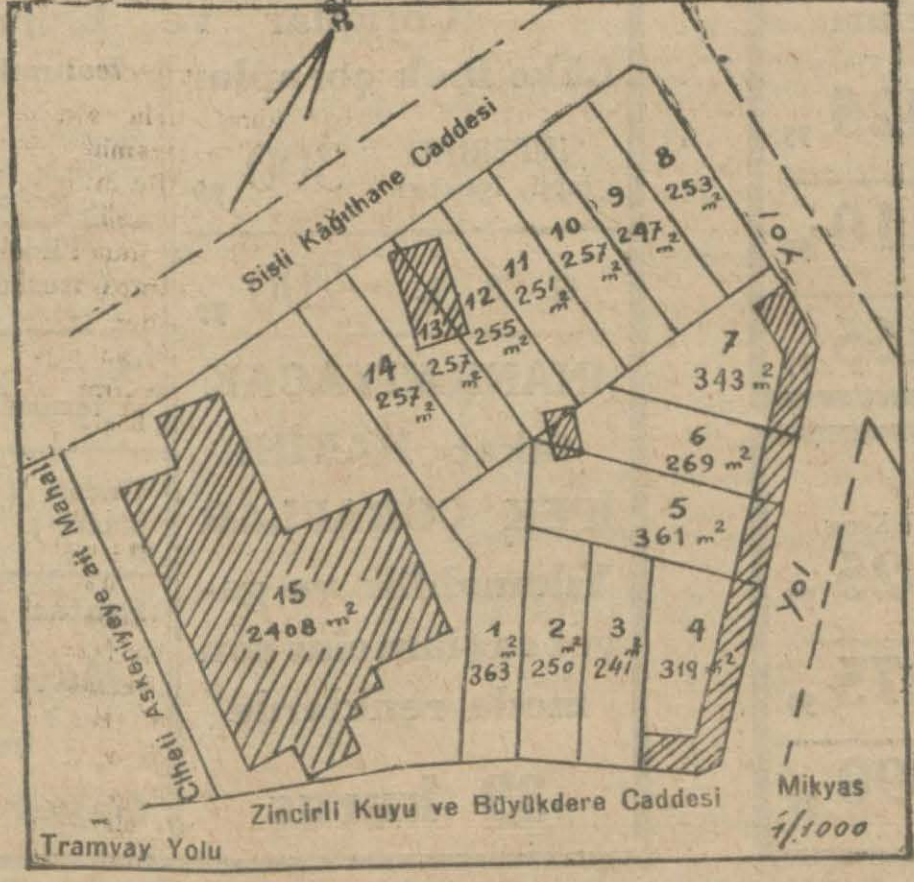 Şişli Kâğıthane Caddesi
8
253 m²
9
247 m²
10
257 m²
11
251 m²
12
255 m²
13
257 m²
14
257 m²
Yol
7
343 m²
6
269 m²
5
361 m²
15
2408 m²
1
363 m²
2
250 m²
3
241 m²
4
319 m²
Yol
Ciheti Askeriyeye ait Mahal
Zincirli Kuyu ve Büyükdere Caddesi
Mikyas
1/1000
Tramvay Yolu